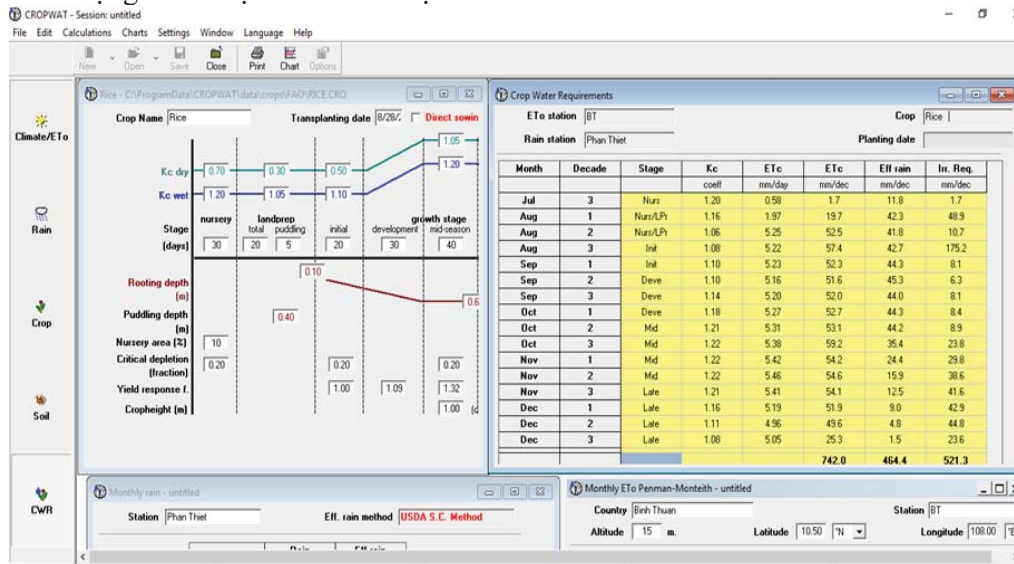 CROPWAT - Session: untitled
File Edit Calculations Charts Settings Window Language Help
New Open Save Close Print Chart Options
Climate/ETo
Rain
Crop
Soil
CWR
Rice - C:\ProgramData\CROPWAT\data\crops\FAO\RICE.CRO
Crop Name Rice Transplanting date 8/28/ Direct sowin
Kc dry 0.70 0.30 0.50 1.05
Kc wet 1.20 1.05 1.10 1.20
nursery landprep growth stage
Stage total puddling initial development mid-season
(days) 30 20 5 20 30 40
Rooting depth 0.10
(m) 0.6
Puddling depth 0.40
(m)
Nursery area (%) 10
Critical depletion 0.20 0.20 0.20
(fraction)
Yield response f. 1.00 1.09 1.32
Cropheight (m) 1.00
Crop Water Requirements
ETo station BT Crop Rice
Rain station Phan Thiet Planting date
Month Decade Stage Kc ETc ETc Eff rain Irr. Req.
coeff mm/day mm/dec mm/dec mm/dec
Jul 3 Nurs 1.20 0.58 1.7 11.8 1.7
Aug 1 Nurs/LPr 1.16 1.97 19.7 42.3 48.9
Aug 2 Nurs/LPr 1.06 5.25 52.5 41.8 10.7
Aug 3 Init 1.08 5.22 57.4 42.7 175.2
Sep 1 Init 1.10 5.23 52.3 44.3 8.1
Sep 2 Deve 1.10 5.16 51.6 45.3 6.3
Sep 3 Deve 1.14 5.20 52.0 44.0 8.1
Oct 1 Deve 1.18 5.27 52.7 44.3 8.4
Oct 2 Mid 1.21 5.31 53.1 44.2 8.9
Oct 3 Mid 1.22 5.38 59.2 35.4 23.8
Nov 1 Mid 1.22 5.42 54.2 24.4 29.8
Nov 2 Mid 1.22 5.46 54.6 15.9 38.6
Nov 3 Late 1.21 5.41 54.1 12.5 41.6
Dec 1 Late 1.16 5.19 51.9 9.0 42.9
Dec 2 Late 1.11 4.96 49.6 4.8 44.8
Dec 3 Late 1.08 5.05 25.3 1.5 23.6
742.0 464.4 521.3
Monthly rain - untitled
Station Phan Thiet Eff. rain method USDA S.C. Method
Monthly ETo Penman-Monteith - untitled
Country Binh Thuan Station BT
Altitude 15 m. Latitude 10.50 °N Longitude 108.00 °E